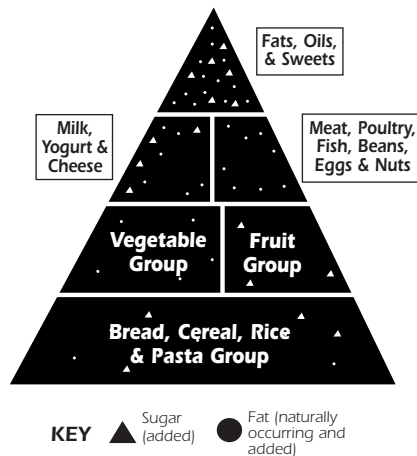 Fats, Oils,
& Sweets
Milk,
Yogurt &
Cheese
Meat, Poultry,
Fish, Beans,
Eggs & Nuts
Vegetable
Group
Fruit
Group
Bread, Cereal, Rice
& Pasta Group
KEY
Sugar
(added)
Fat (naturally
occurring and
added)